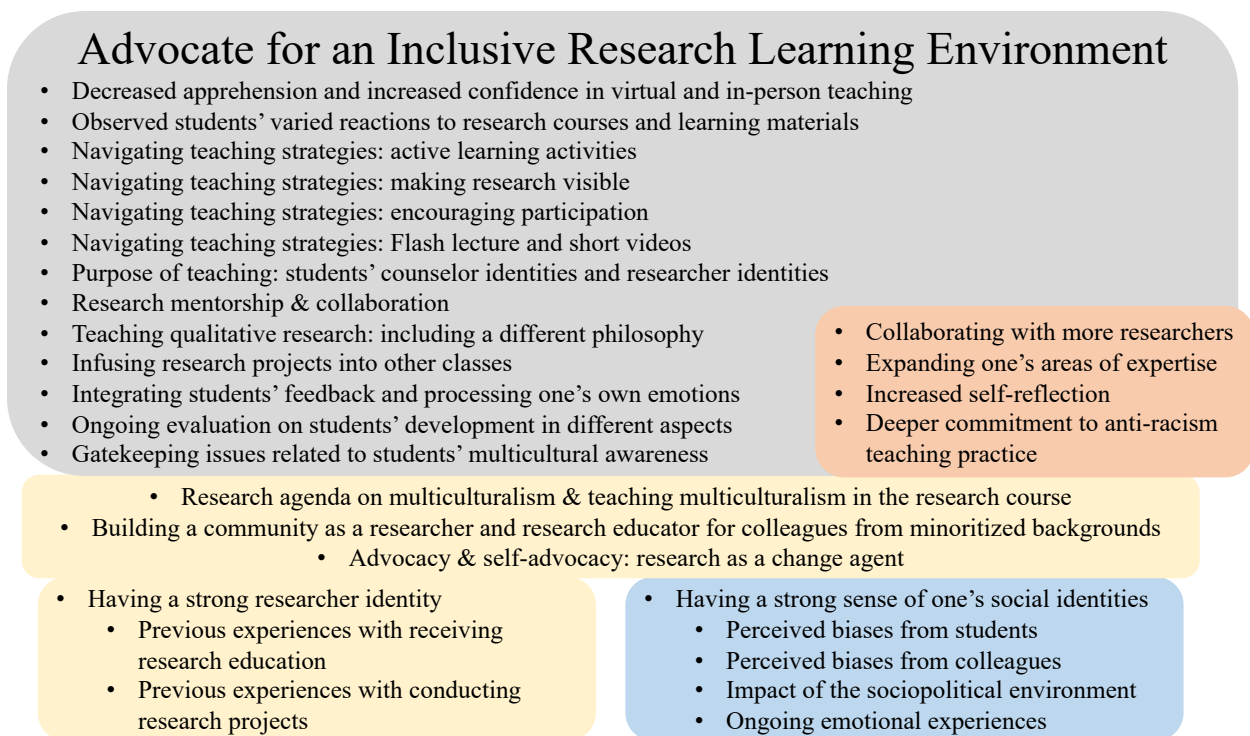 Advocate for an Inclusive Research Learning Environment
• Decreased apprehension and increased confidence in virtual and in-person teaching
• Observed students’ varied reactions to research courses and learning materials
• Navigating teaching strategies: active learning activities
• Navigating teaching strategies: making research visible
• Navigating teaching strategies: encouraging participation
• Navigating teaching strategies: Flash lecture and short videos
• Purpose of teaching: students’ counselor identities and researcher identities
• Research mentorship & collaboration
• Teaching qualitative research: including a different philosophy
• Infusing research projects into other classes
• Integrating students’ feedback and processing one’s own emotions
• Ongoing evaluation on students’ development in different aspects
• Gatekeeping issues related to students’ multicultural awareness
• Collaborating with more researchers
• Expanding one’s areas of expertise
• Increased self-reflection
• Deeper commitment to anti-racism
teaching practice
• Research agenda on multiculturalism & teaching multiculturalism in the research course
• Building a community as a researcher and research educator for colleagues from minoritized backgrounds
• Advocacy & self-advocacy: research as a change agent
• Having a strong researcher identity
• Previous experiences with receiving
research education
• Previous experiences with conducting
research projects
• Having a strong sense of one’s social identities
• Perceived biases from students
• Perceived biases from colleagues
• Impact of the sociopolitical environment
• Ongoing emotional experiences